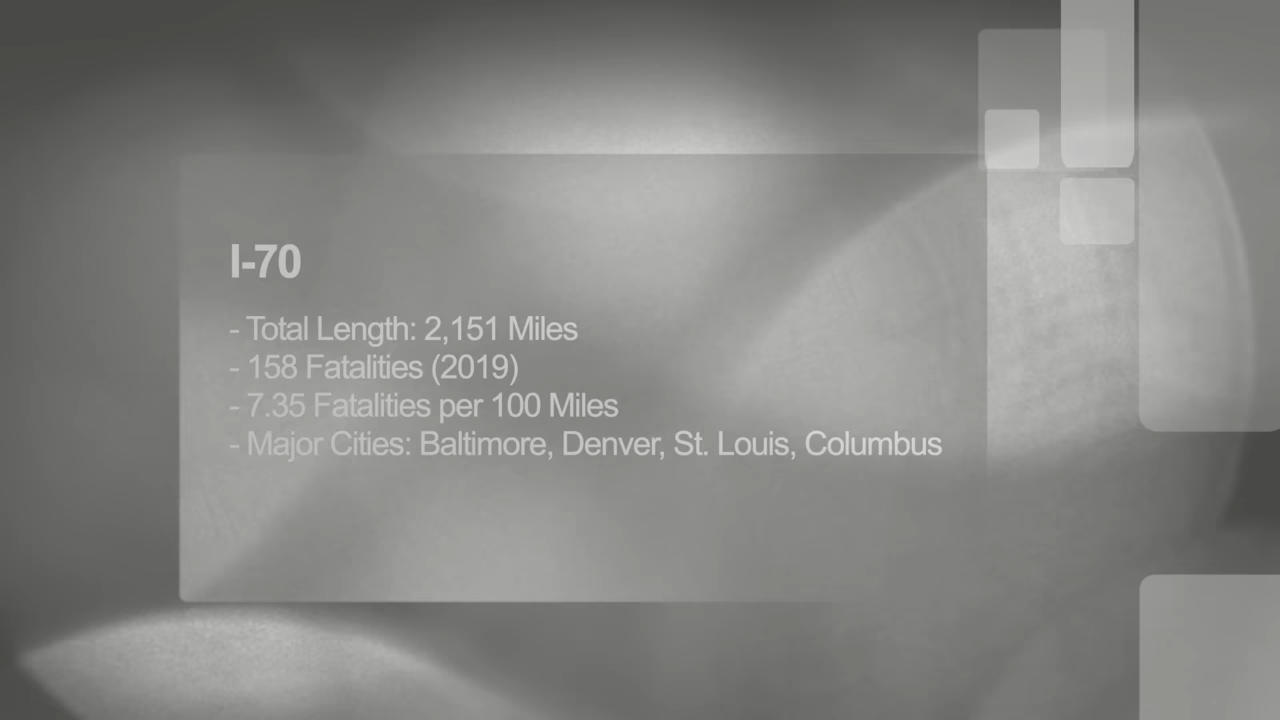 I-70
- Total Length: 2,151 Miles
- 158 Fatalities (2019)
- 7.35 Fatalities per 100 Miles
- Major Cities: Baltimore, Denver, St. Louis, Columbus